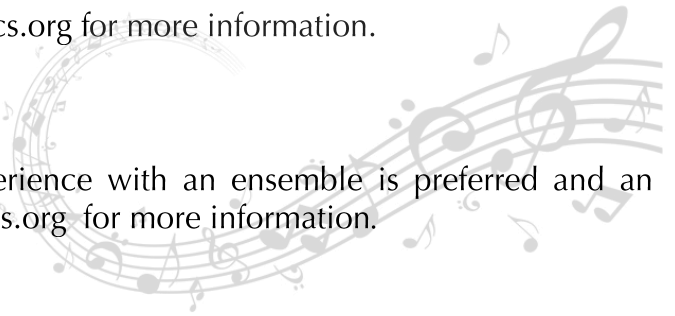 cs.org for more information.
erience with an ensemble is preferred and an
s.org for more information.